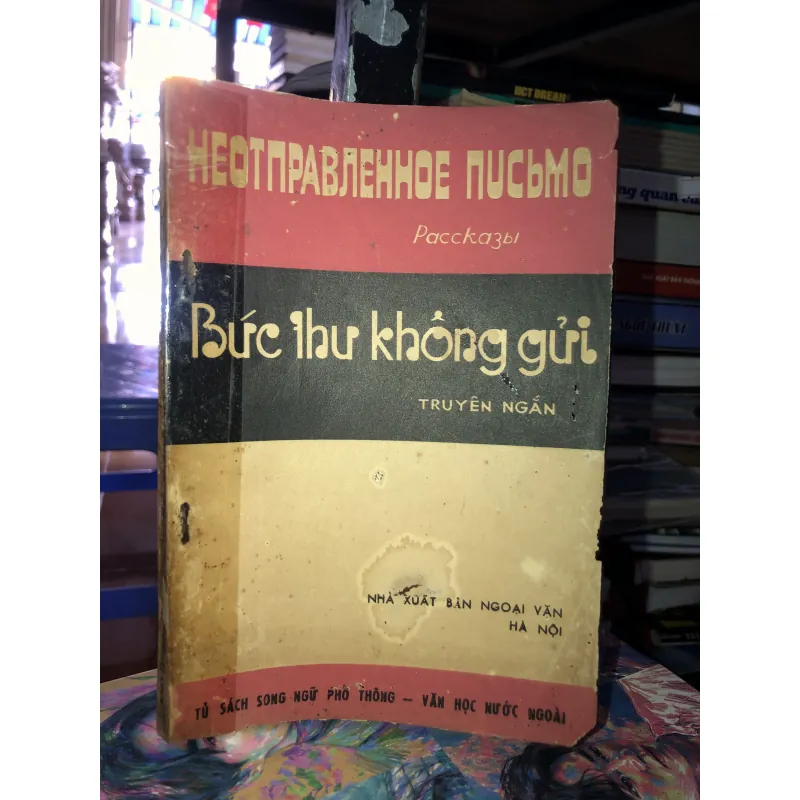 НЕОТПРАВЛЕННОЕ ПИСЬМО
Рассказы
Bức thư không gửi
TRUYÊN NGẮN
NHÀ XUẤT BẢN NGOẠI VĂN
HÀ NỘI
TỦ SÁCH SONG NGỮ PHỔ THÔNG — VĂN HỌC NƯỚC NGOÀI